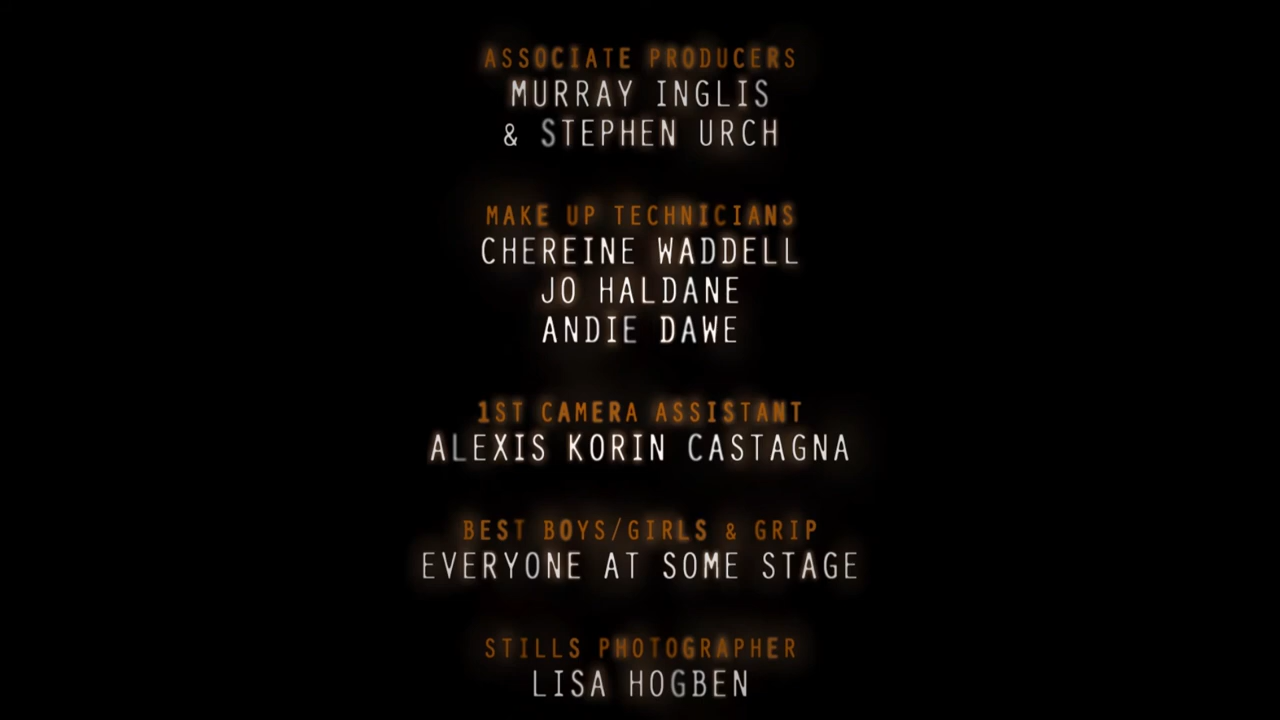 ASSOCIATE PRODUCERS
MURRAY INGLIS
& STEPHEN URCH
MAKE UP TECHNICIANS
CHEREINE WADDELL
JO HALDANE
ANDIE DAWE
1ST CAMERA ASSISTANT
ALEXIS KORIN CASTAGNA
BEST BOYS/GIRLS & GRIP
EVERYONE AT SOME STAGE
STILLS PHOTOGRAPHER
LISA HOGBEN